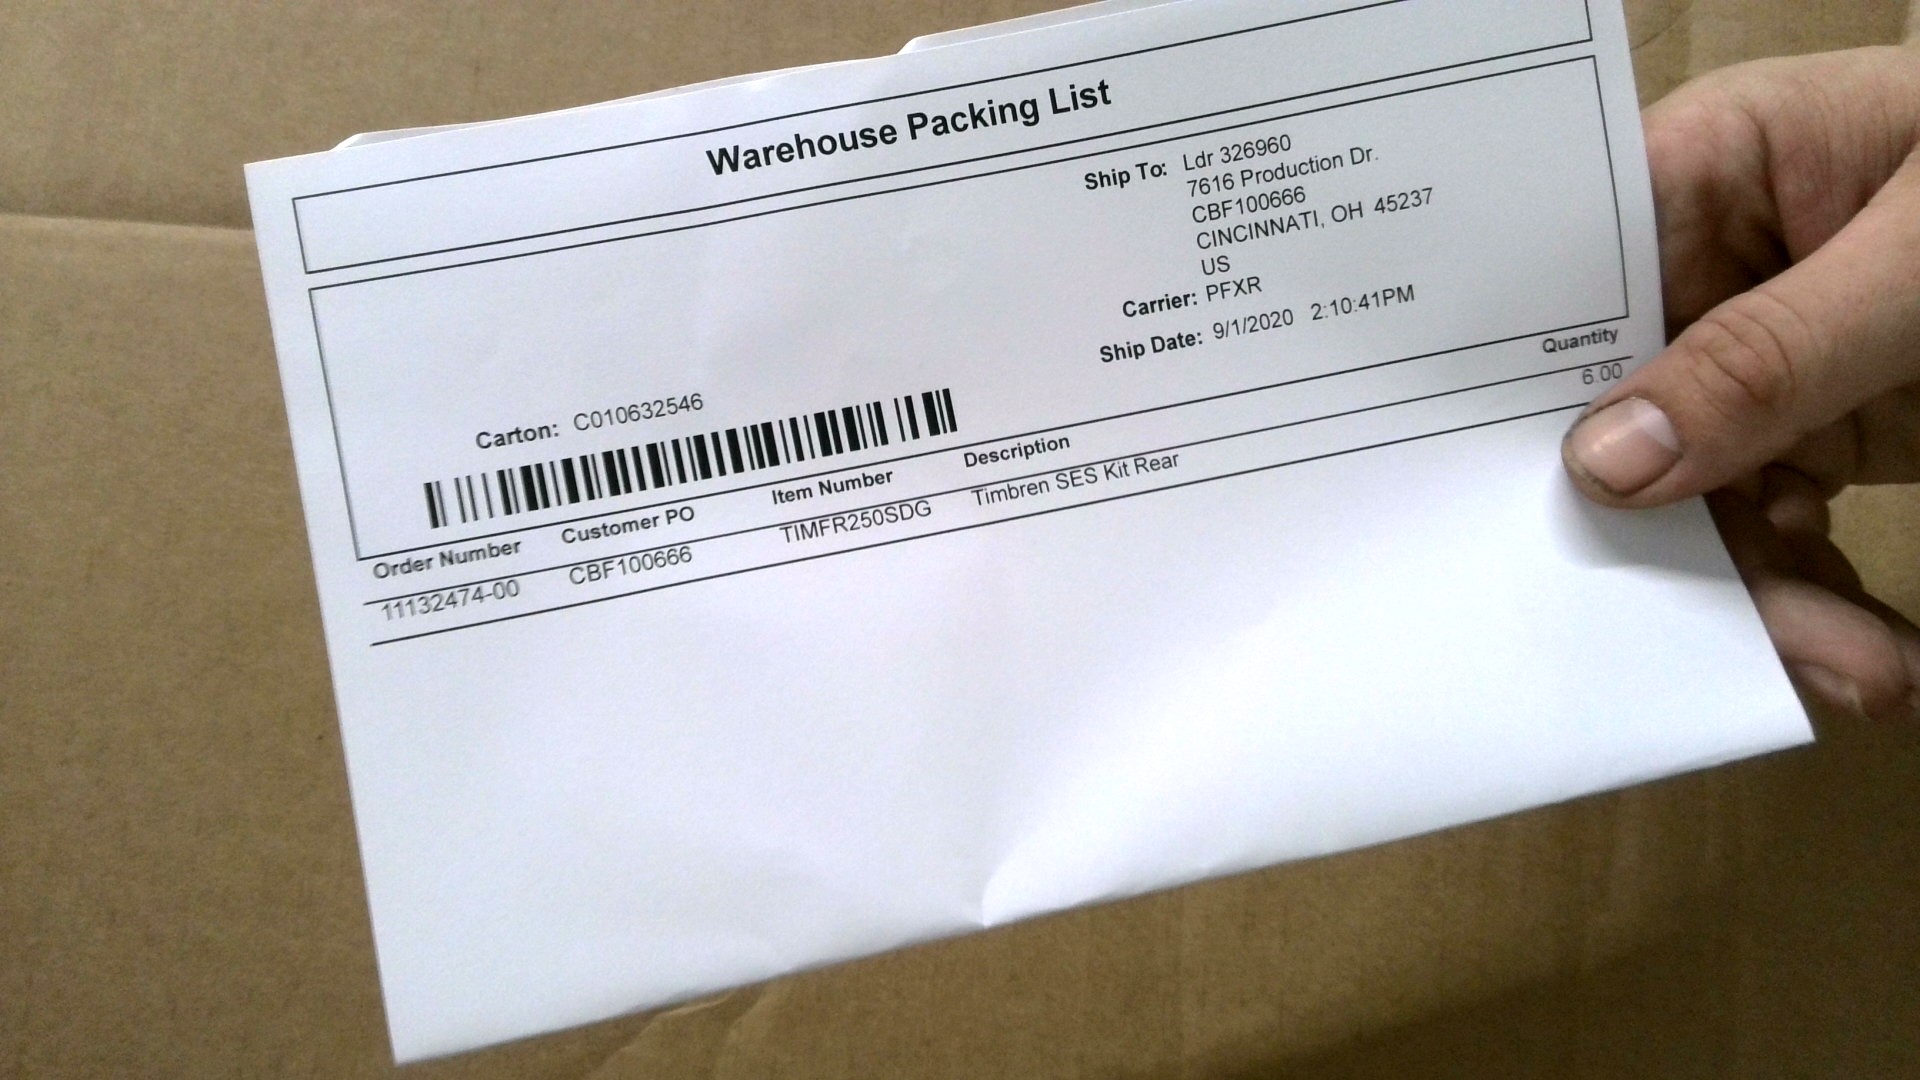 Warehouse Packing List
Ship To: Ldr 326960
7616 Production Dr.
CBF100666
CINCINNATI, OH 45237
US
Carrier: PFXR
Ship Date: 9/1/2020 2:10:41PM
Carton: C010632546
Order Number Customer PO Item Number Description Quantity
11132474-00 CBF100666 TIMFR250SDG Timbren SES Kit Rear 6.00